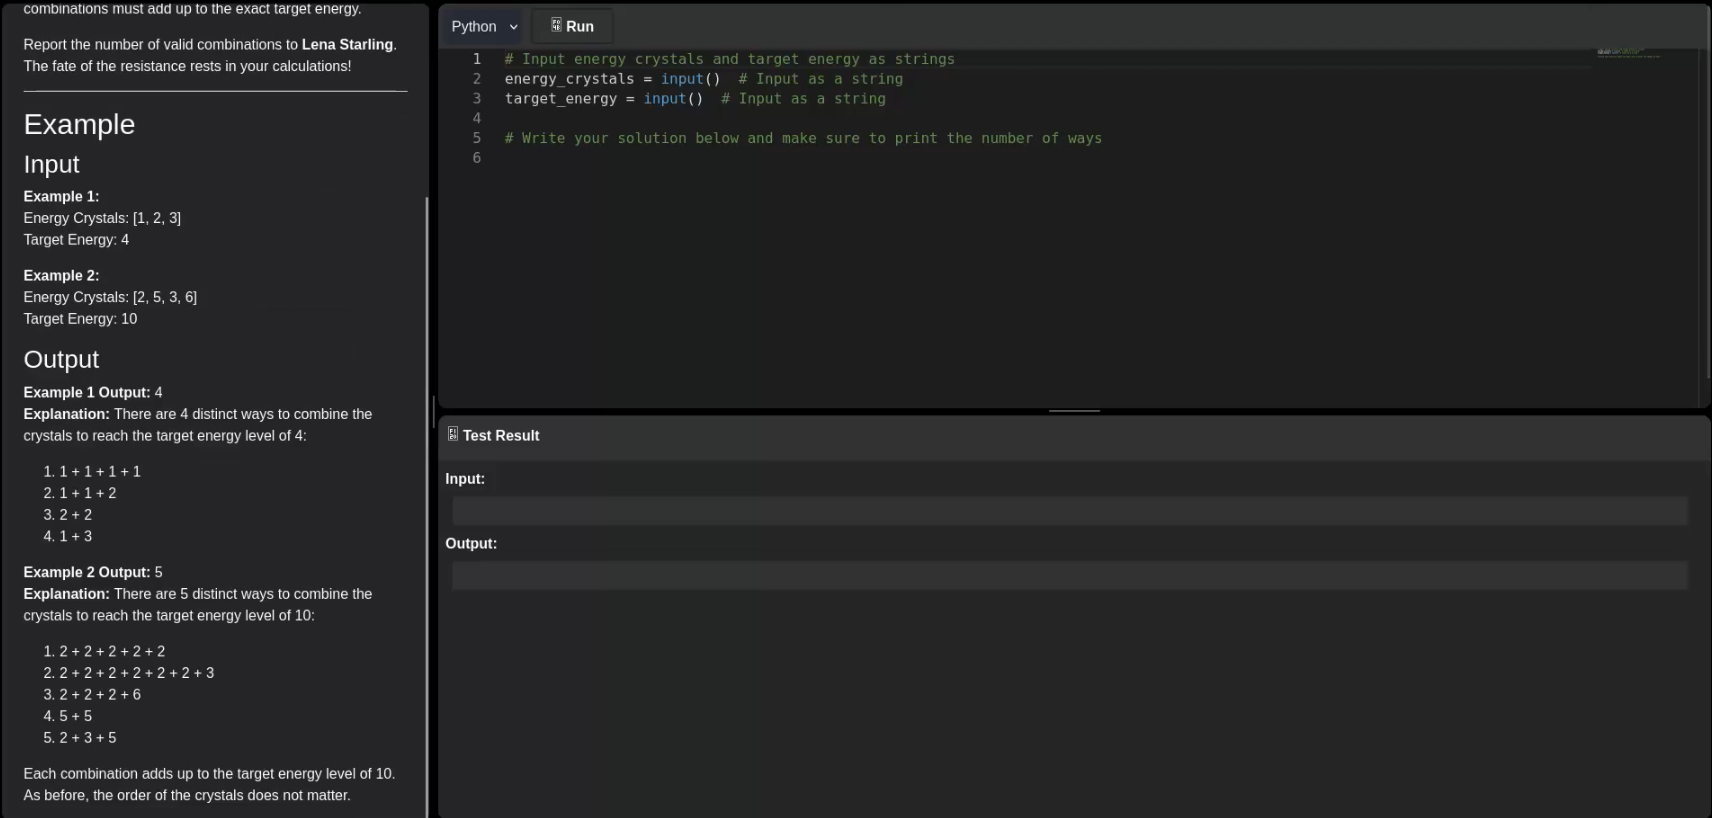 combinations must add up to the exact target energy.
Report the number of valid combinations to Lena Starling.
The fate of the resistance rests in your calculations!
Example
Input
Example 1:
Energy Crystals: [1, 2, 3]
Target Energy: 4
Example 2:
Energy Crystals: [2, 5, 3, 6]
Target Energy: 10
Output
Example 1 Output: 4
Explanation: There are 4 distinct ways to combine the
crystals to reach the target energy level of 4:
1. 1 + 1 + 1 + 1
2. 1 + 1 + 2
3. 2 + 2
4. 1 + 3
Example 2 Output: 5
Explanation: There are 5 distinct ways to combine the
crystals to reach the target energy level of 10:
1. 2 + 2 + 2 + 2 + 2
2. 2 + 2 + 2 + 2 + 2 + 2 + 3
3. 2 + 2 + 2 + 6
4. 5 + 5
5. 2 + 3 + 5
Each combination adds up to the target energy level of 10.
As before, the order of the crystals does not matter.
Python Run
1 # Input energy crystals and target energy as strings
2 energy_crystals = input()  # Input as a string
3 target_energy = input()  # Input as a string
4
5 # Write your solution below and make sure to print the number of ways
6
Test Result
Input:
Output: